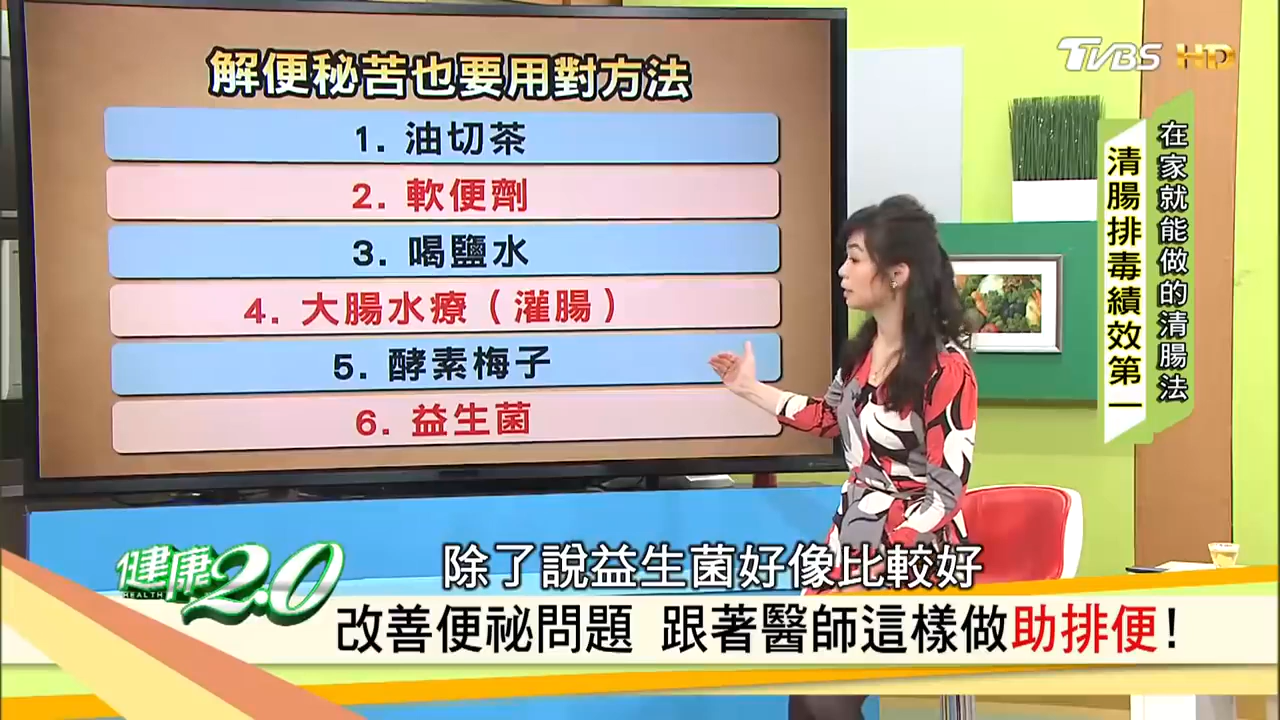 TVBS HD
解便秘苦也要用對方法
1. 油切茶
2. 軟便劑
3. 喝鹽水
4. 大腸水療（灌腸）
5. 酵素梅子
6. 益生菌
在家就能做的清腸法
清腸排毒績效第一
健康2.0
HEALTH
除了說益生菌好像比較好
改善便祕問題 跟著醫師這樣做助排便！